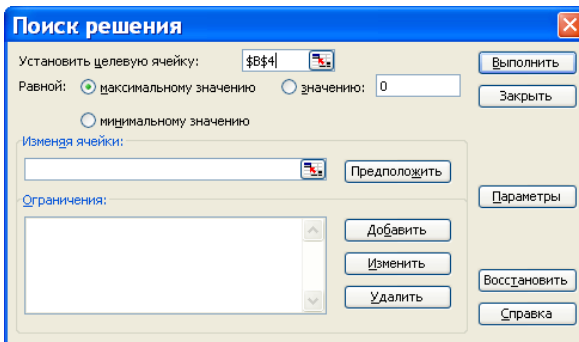 Поиск решения
Установить целевую ячейку: $B$4 Выполнить
Равной: максимальному значению значению: 0 Закрыть
минимальному значению
Изменяя ячейки:
Предположить
Ограничения: Параметры
Добавить
Изменить
Восстановить
Удалить
Справка